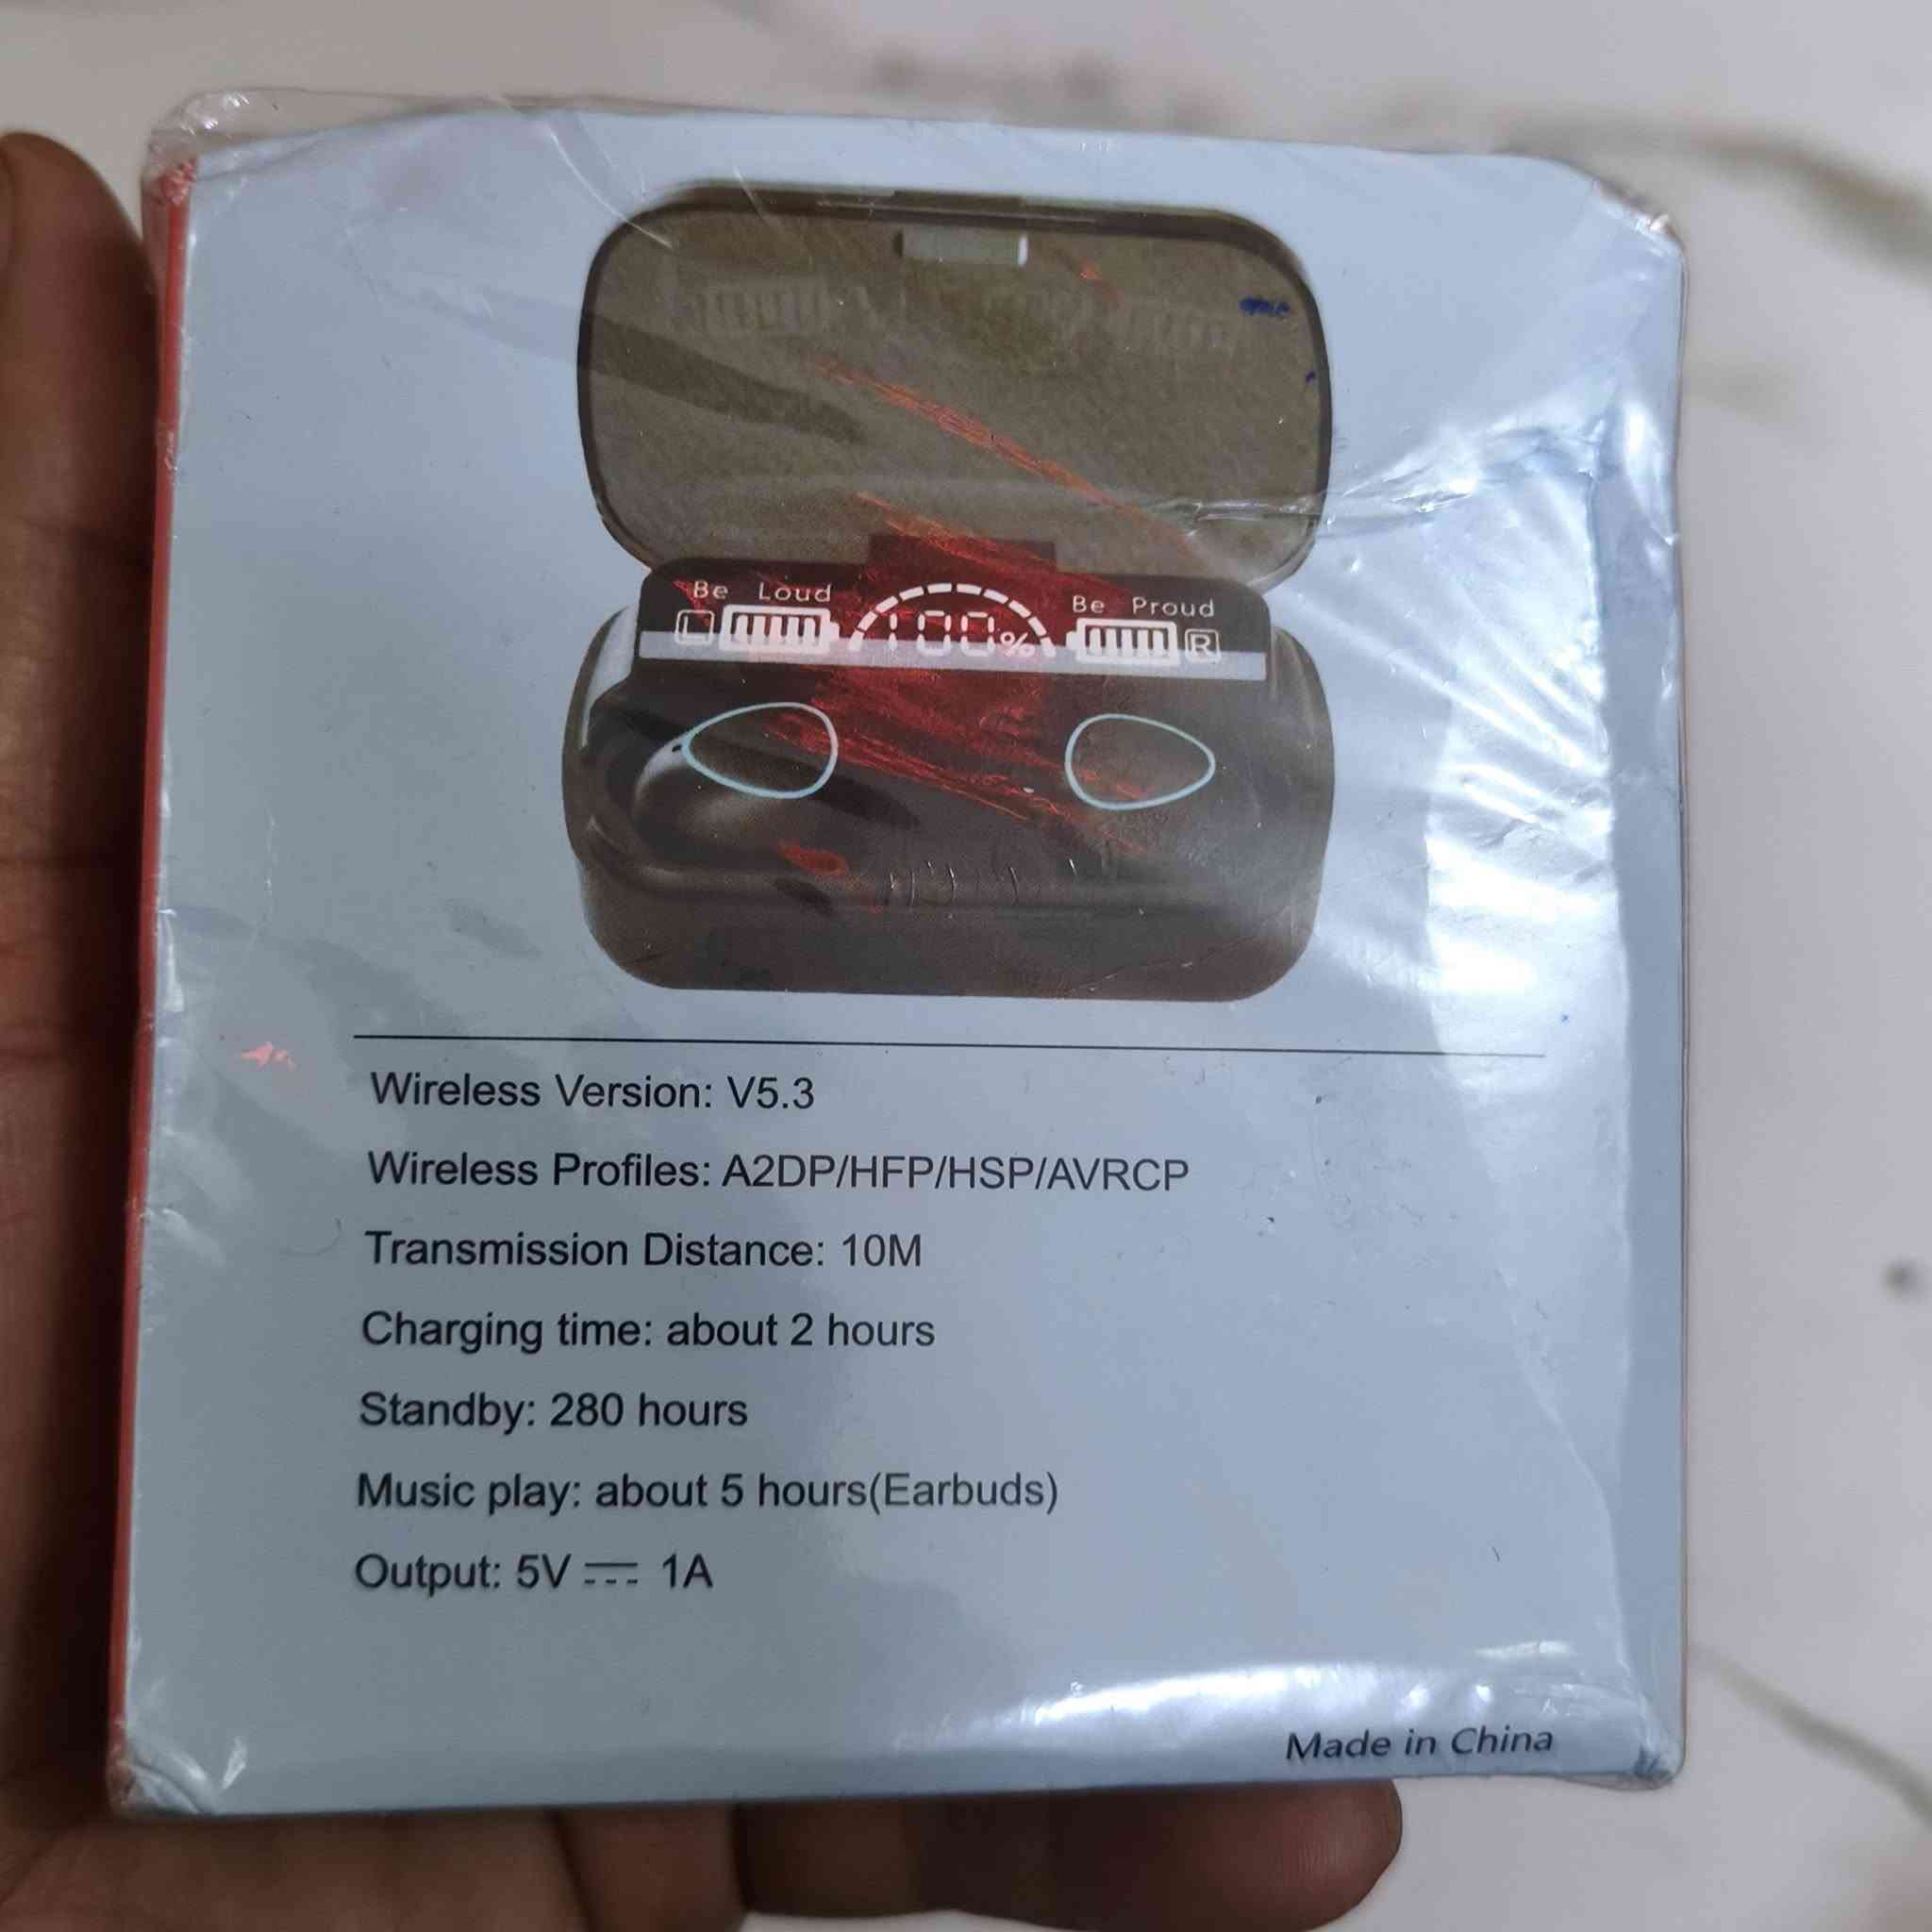 Be Loud
Be Proud
L
100%
R
Wireless Version: V5.3
Wireless Profiles: A2DP/HFP/HSP/AVRCP
Transmission Distance: 10M
Charging time: about 2 hours
Standby: 280 hours
Music play: about 5 hours(Earbuds)
Output: 5V ⎓ 1A
Made in China